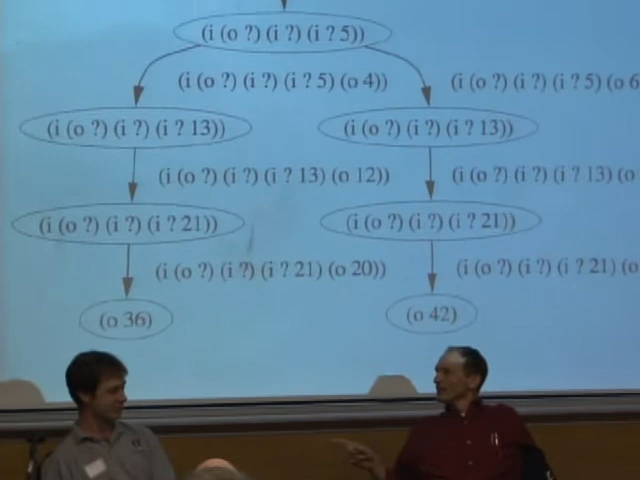 (i (o ?) (i ?) (i ? 5))
(i (o ?) (i ?) (i ? 5) (o 4)) (i (o ?) (i ?) (i ? 5) (o 6
(i (o ?) (i ?) (i ? 13)) (i (o ?) (i ?) (i ? 13))
(i (o ?) (i ?) (i ? 13) (o 12)) (i (o ?) (i ?) (i ? 13) (o
(i (o ?) (i ?) (i ? 21)) (i (o ?) (i ?) (i ? 21))
(i (o ?) (i ?) (i ? 21) (o 20)) (i (o ?) (i ?) (i ? 21) (o
(o 36) (o 42)